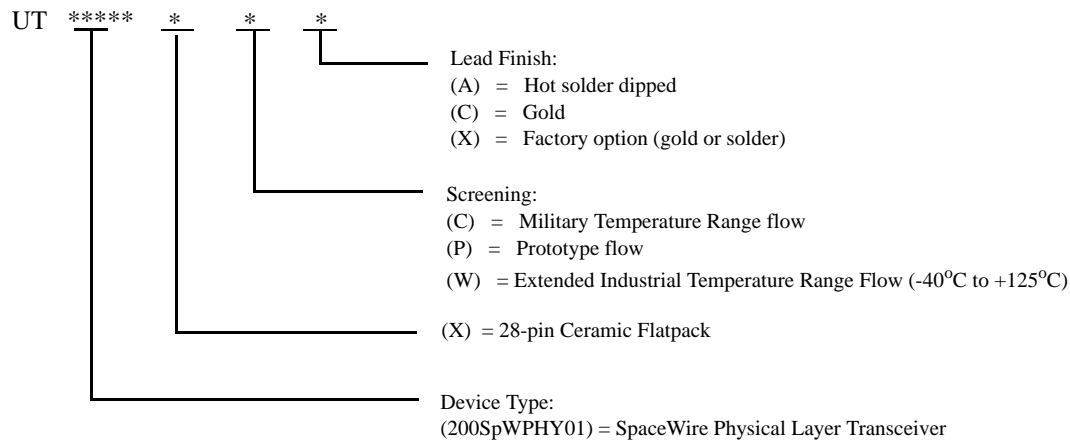 UT ***** * * *
Lead Finish:
(A) = Hot solder dipped
(C) = Gold
(X) = Factory option (gold or solder)
Screening:
(C) = Military Temperature Range flow
(P) = Prototype flow
(W) = Extended Industrial Temperature Range Flow (-40°C to +125°C)
(X) = 28-pin Ceramic Flatpack
Device Type:
(200SpWPHY01) = SpaceWire Physical Layer Transceiver